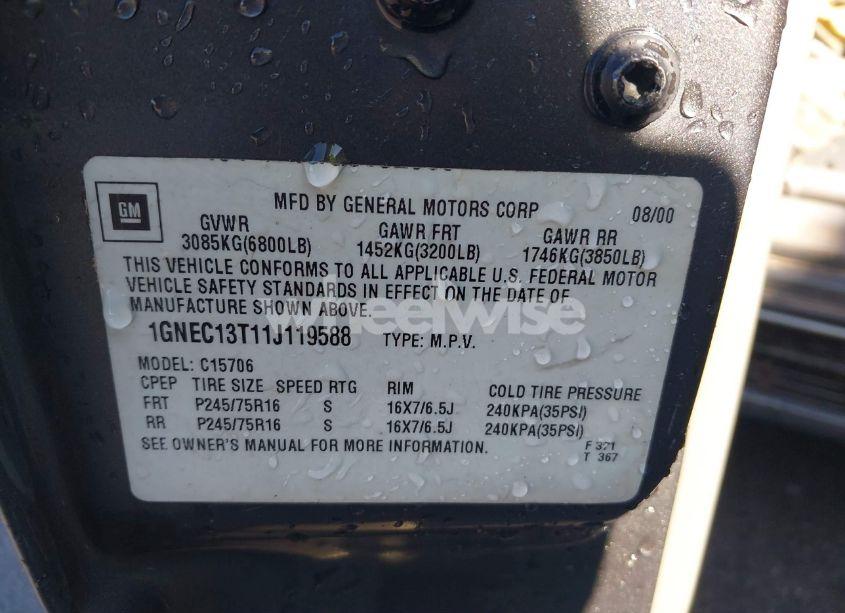 GM
MFD BY GENERAL MOTORS CORP 08/00
GVWR GAWR FRT GAWR RR
3085KG(6800LB) 1452KG(3200LB) 1746KG(3850LB)
THIS VEHICLE CONFORMS TO ALL APPLICABLE U.S. FEDERAL MOTOR
VEHICLE SAFETY STANDARDS IN EFFECT ON THE DATE OF
MANUFACTURE SHOWN ABOVE.
wheelwise
1GNEC13T11J119588 TYPE: M.P.V.
MODEL: C15706
CPEP TIRE SIZE SPEED RTG RIM COLD TIRE PRESSURE
FRT P245/75R16 S 16X7/6.5J 240KPA(35PSI)
RR P245/75R16 S 16X7/6.5J 240KPA(35PSI)
SEE OWNER'S MANUAL FOR MORE INFORMATION.
F 321
T 367